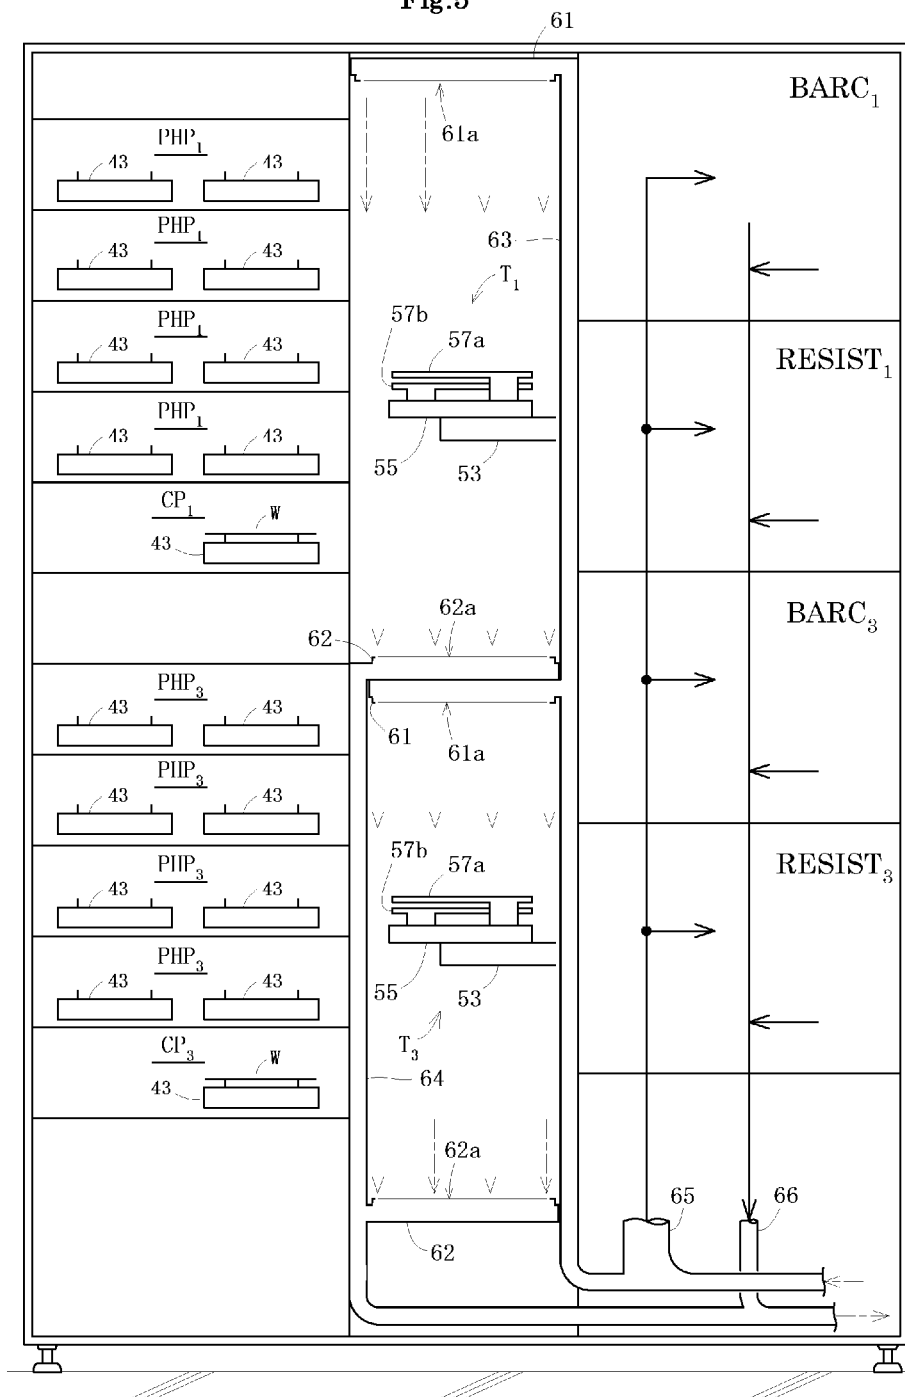 Fig.5
61
BARC1
61a
PHP1
43 43
63
PHP1
43 43
T1
PHP1
57b
57a
43 43
RESIST1
PHP1
43 43
55
53
CP1
W
43
62a
62
BARC3
PHP3
43 43
61
61a
PHP3
43 43
57b
57a
PHP3
43 43
RESIST3
PHP3
43 43
55
53
CP3
W
T3
64
43
62a
65
66
62